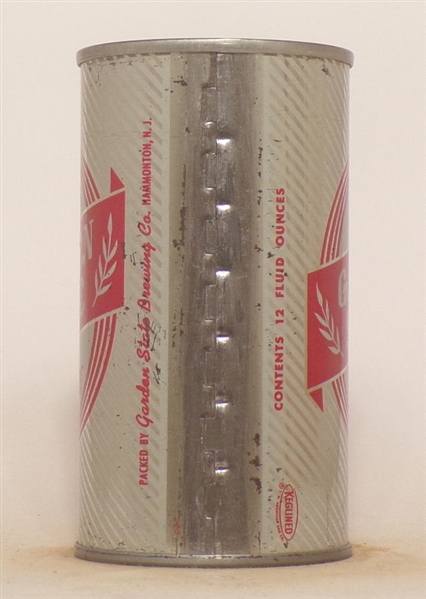 PACKED BY Garden State Brewing Co. HAMMONTON, N. J.
CONTENTS 12 FLUID OUNCES
KEGLINED
N
G